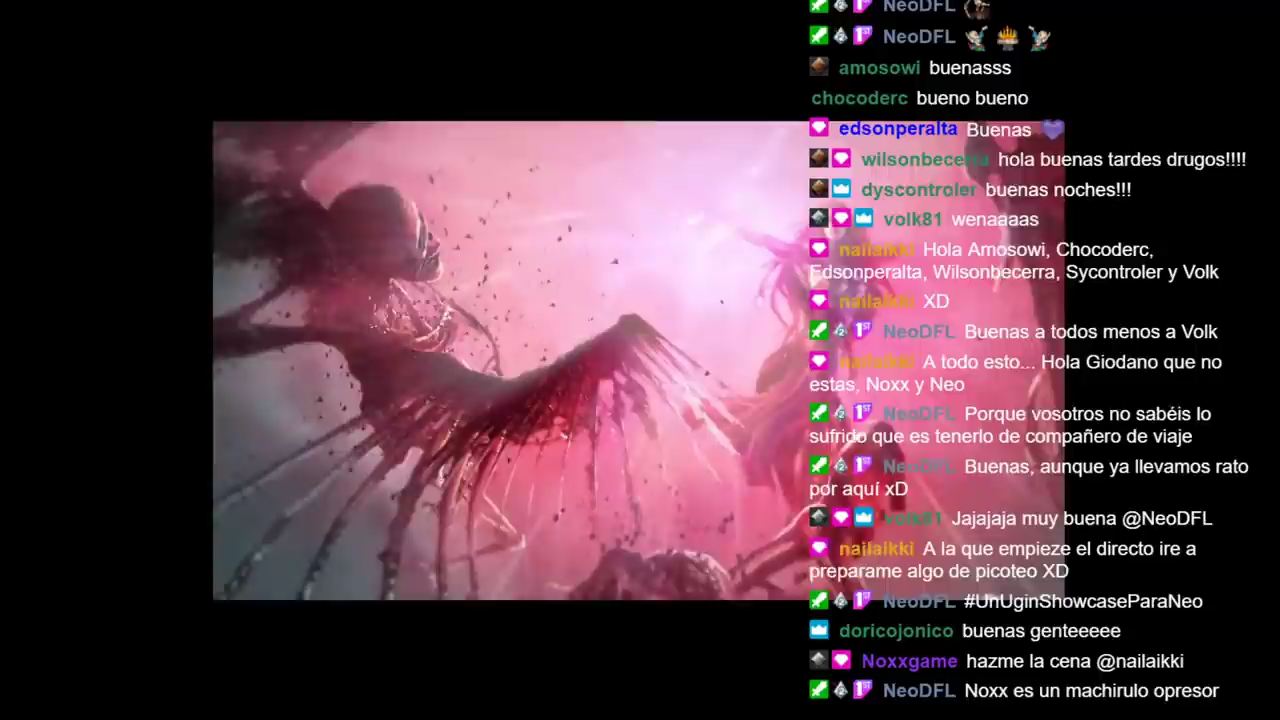 NeoDFL
NeoDFL
amosowi buenasss
chocoderc bueno bueno
edsonperalta Buenas
wilsonbecerra hola buenas tardes drugos!!!!
dyscontroler buenas noches!!!
volk81 wenaaaas
nailaikki Hola Amosowi, Chocoderc,
Edsonperalta, Wilsonbecerra, Sycontroler y Volk
nailaikki XD
NeoDFL Buenas a todos menos a Volk
nailaikki A todo esto... Hola Giodano que no
estas, Noxx y Neo
NeoDFL Porque vosotros no sabéis lo
sufrido que es tenerlo de compañero de viaje
NeoDFL Buenas, aunque ya llevamos rato
por aquí xD
volk81 Jajajaja muy buena @NeoDFL
nailaikki A la que empieze el directo ire a
preparame algo de picoteo XD
NeoDFL #UnUginShowcaseParaNeo
doricojonico buenas genteeeee
Noxxgame hazme la cena @nailaikki
NeoDFL Noxx es un machirulo opresor